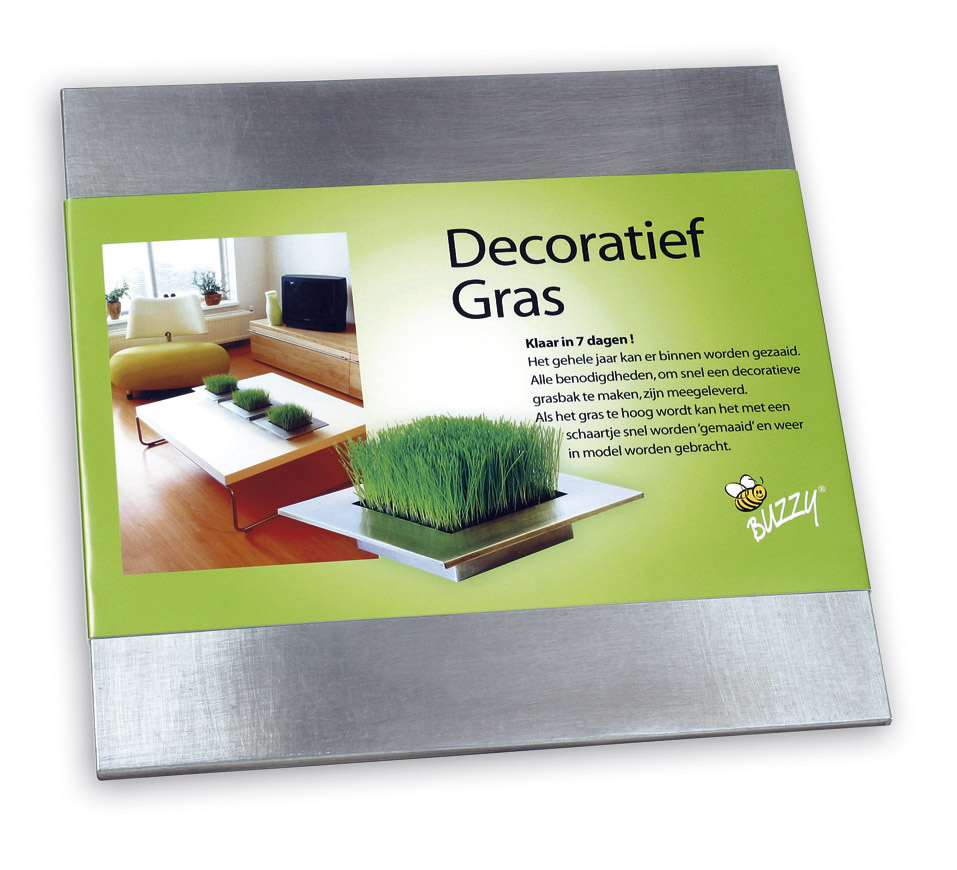 Decoratief
Gras
Klaar in 7 dagen !
Het gehele jaar kan er binnen worden gezaaid.
Alle benodigdheden, om snel een decoratieve
grasbak te maken, zijn meegeleverd.
Als het gras te hoog wordt kan het met een
schaartje snel worden ‘gemaaid’ en weer
in model worden gebracht.
BUZZY®